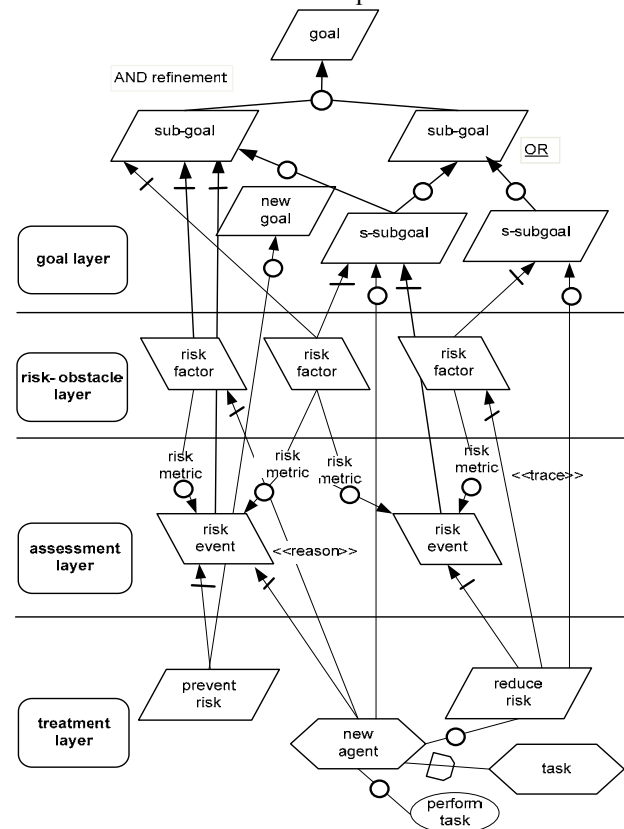 goal
AND refinement
sub-goal
sub-goal
OR
new
goal
s-subgoal
s-subgoal
goal layer
risk
factor
risk
factor
risk
factor
risk-obstacle
layer
risk
metric
risk
metric
risk
metric
risk
metric
<<trace>>
risk
event
<<reason>>
risk
event
assessment
layer
prevent
risk
reduce
risk
treatment
layer
new
agent
task
perform
task